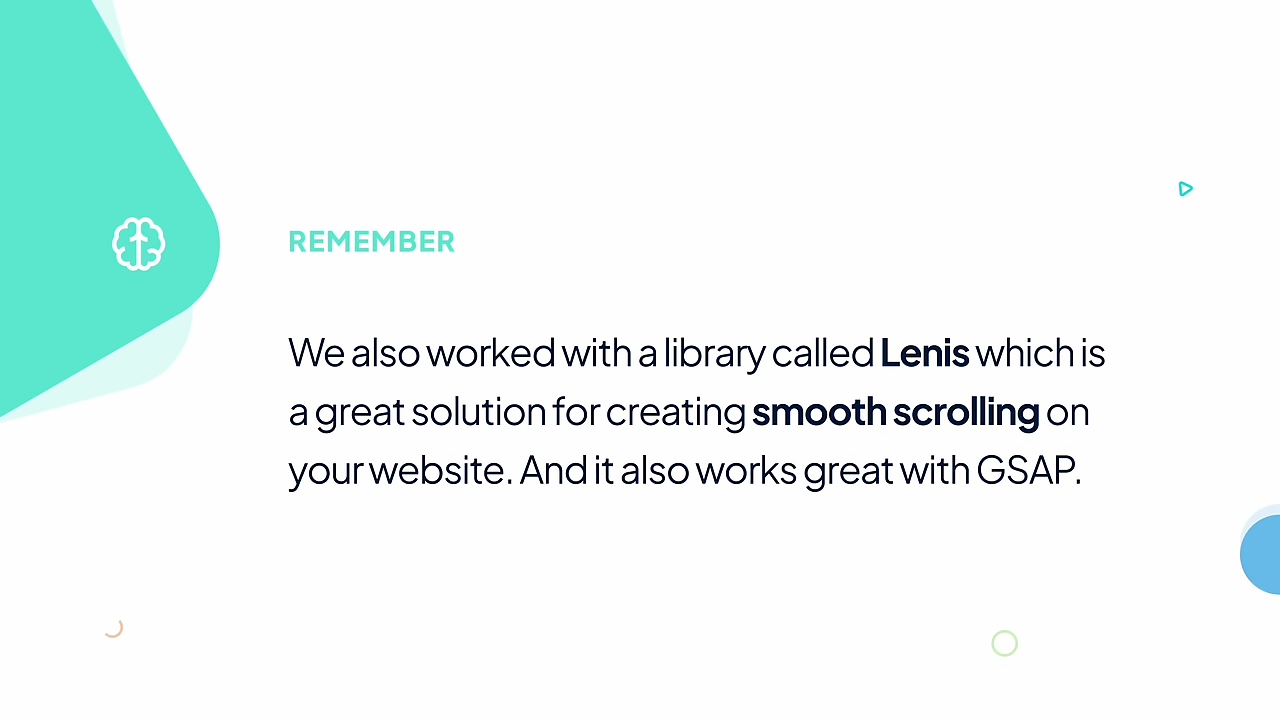 REMEMBER
We also worked with a library called Lenis which is
a great solution for creating smooth scrolling on
your website. And it also works great with GSAP.